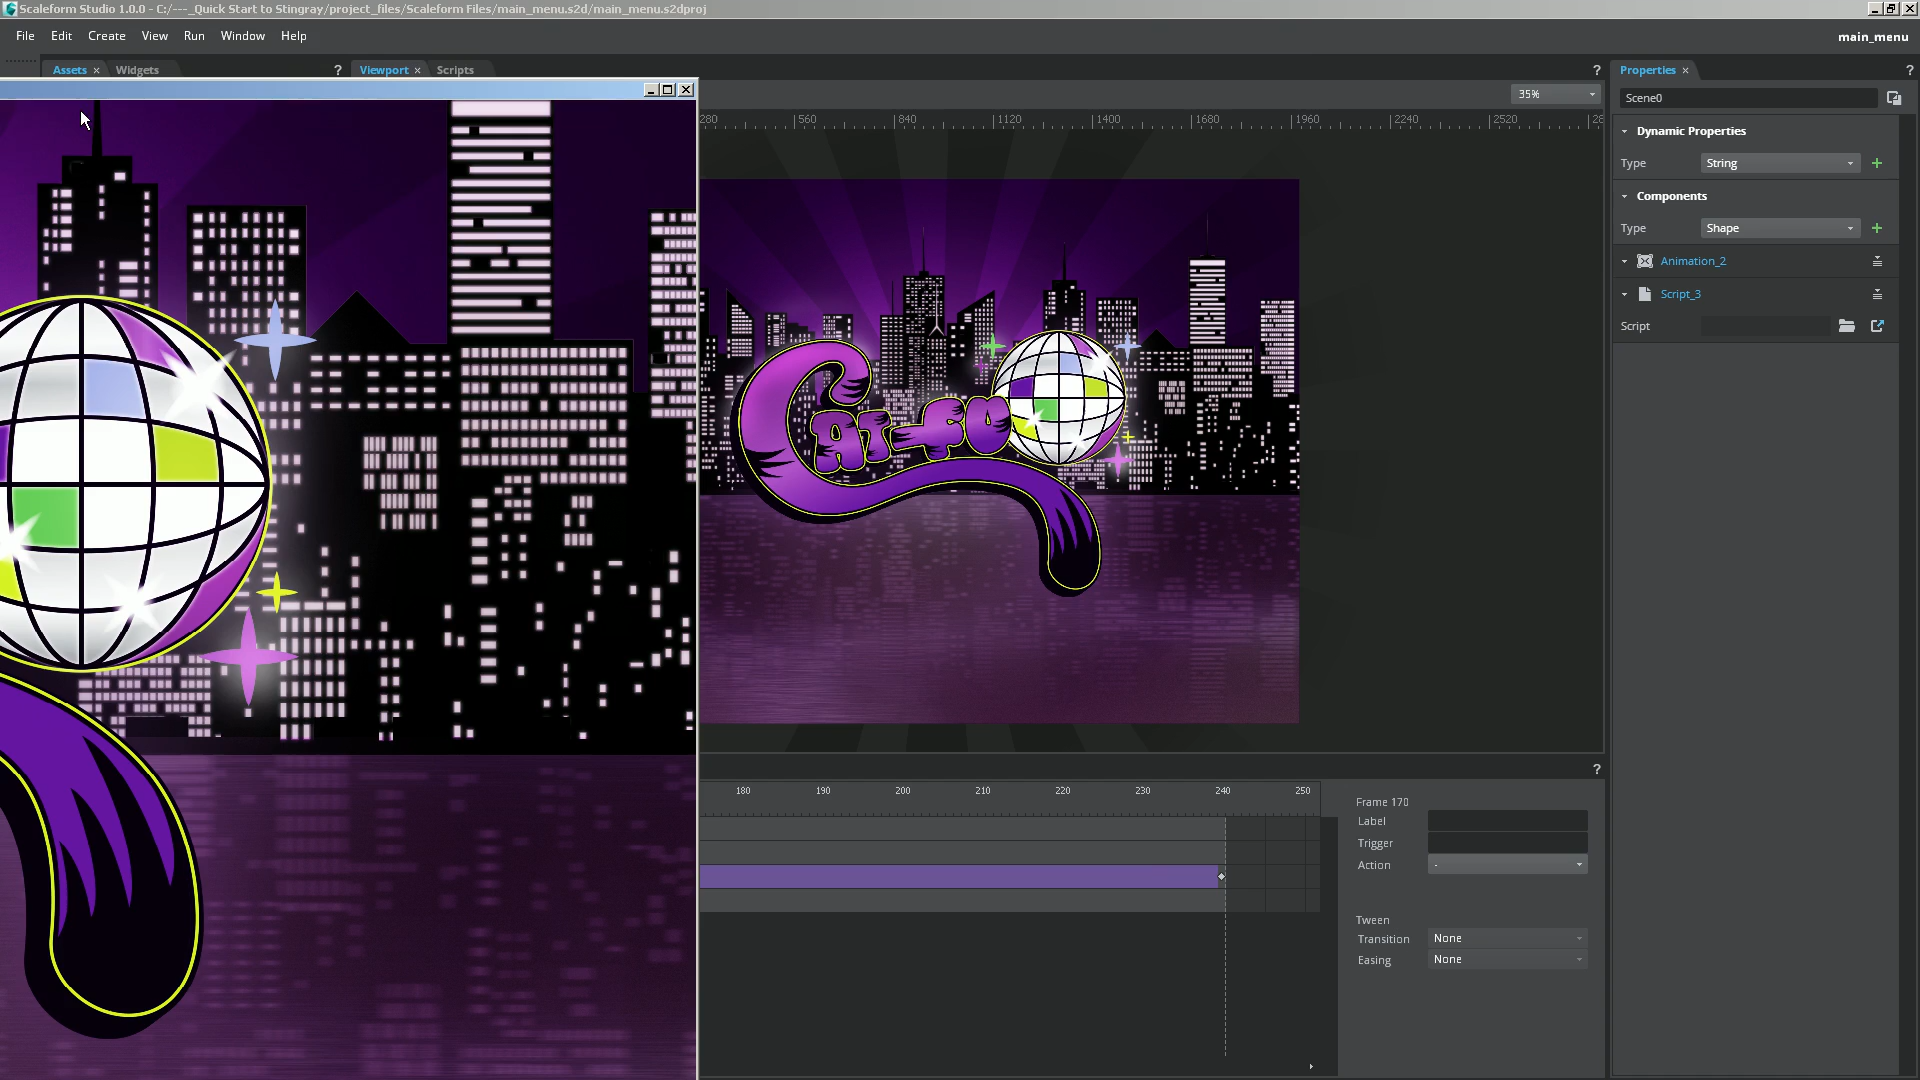 Scaleform Studio 1.0.0 - C:/---_Quick Start to Stingray/project_files/Scaleform Files/main_menu.s2d/main_menu.s2dproj
File Edit Create View Run Window Help
main_menu
Assets × Widgets ?
Viewport × Scripts ?
Properties × ?
35%
Scene0
280 560 840 1120 1400 1680 1960 2240 2520 28
Dynamic Properties
Type String +
Components
Type Shape +
Animation_2
Script_3
Script
CATFO
?
180 190 200 210 220 230 240 250
Frame 170
Label
Trigger
Action -
Tween
Transition None
Easing None